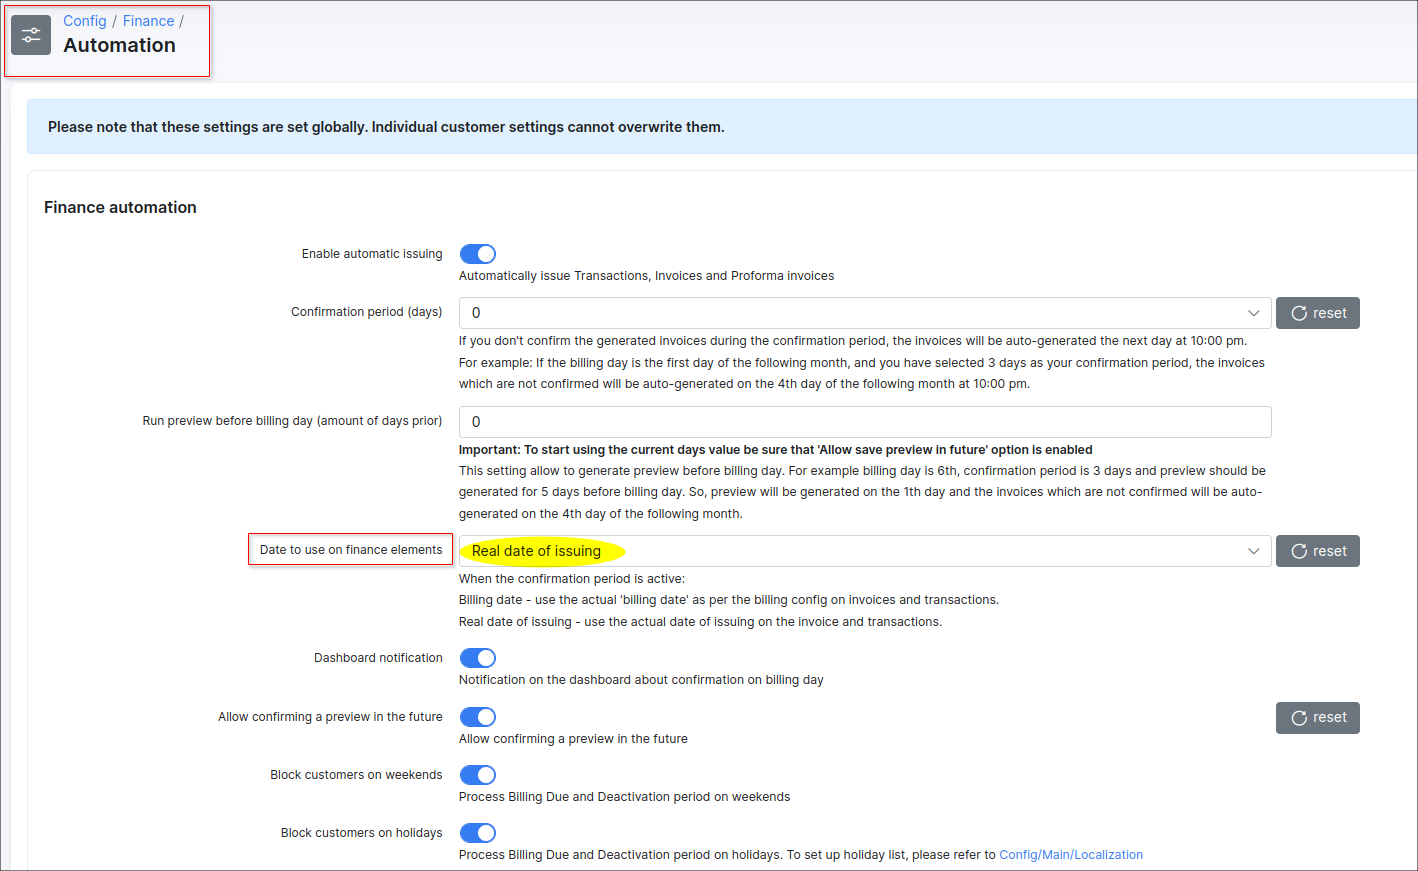 Config / Finance /
Automation
Please note that these settings are set globally. Individual customer settings cannot overwrite them.
Finance automation
Enable automatic issuing
Automatically issue Transactions, Invoices and Proforma invoices
Confirmation period (days)
0
reset
If you don't confirm the generated invoices during the confirmation period, the invoices will be auto-generated the next day at 10:00 pm.
For example: If the billing day is the first day of the following month, and you have selected 3 days as your confirmation period, the invoices
which are not confirmed will be auto-generated on the 4th day of the following month at 10:00 pm.
Run preview before billing day (amount of days prior)
0
Important: To start using the current days value be sure that 'Allow save preview in future' option is enabled
This setting allow to generate preview before billing day. For example billing day is 6th, confirmation period is 3 days and preview should be
generated for 5 days before billing day. So, preview will be generated on the 1th day and the invoices which are not confirmed will be auto-
generated on the 4th day of the following month.
Date to use on finance elements
Real date of issuing
reset
When the confirmation period is active:
Billing date - use the actual 'billing date' as per the billing config on invoices and transactions.
Real date of issuing - use the actual date of issuing on the invoice and transactions.
Dashboard notification
Notification on the dashboard about confirmation on billing day
Allow confirming a preview in the future
reset
Allow confirming a preview in the future
Block customers on weekends
Process Billing Due and Deactivation period on weekends
Block customers on holidays
Process Billing Due and Deactivation period on holidays. To set up holiday list, please refer to Config/Main/Localization